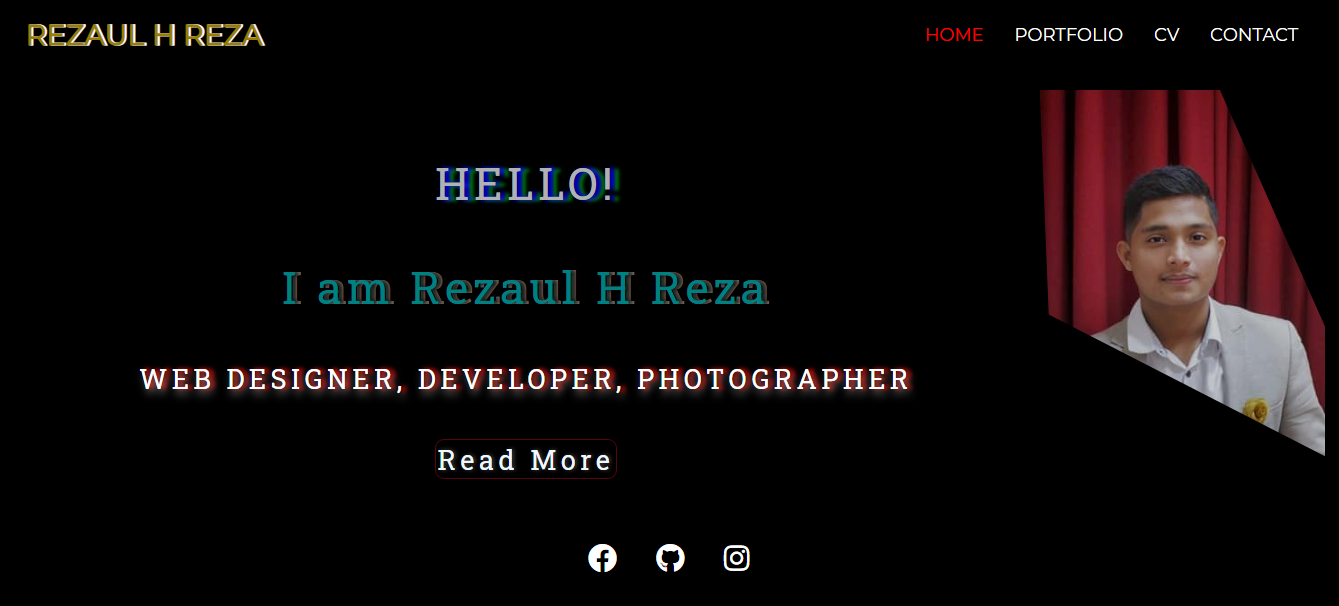 REZAUL H REZA
HOME PORTFOLIO CV CONTACT
HELLO!
I am Rezaul H Reza
WEB DESIGNER, DEVELOPER, PHOTOGRAPHER
Read More